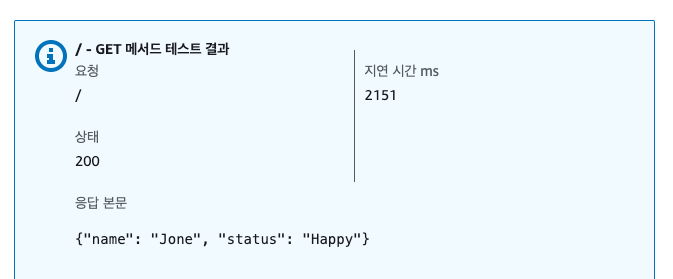 / - GET 메서드 테스트 결과
요청
/
지연 시간 ms
2151
상태
200
응답 본문
{"name": "Jone", "status": "Happy"}